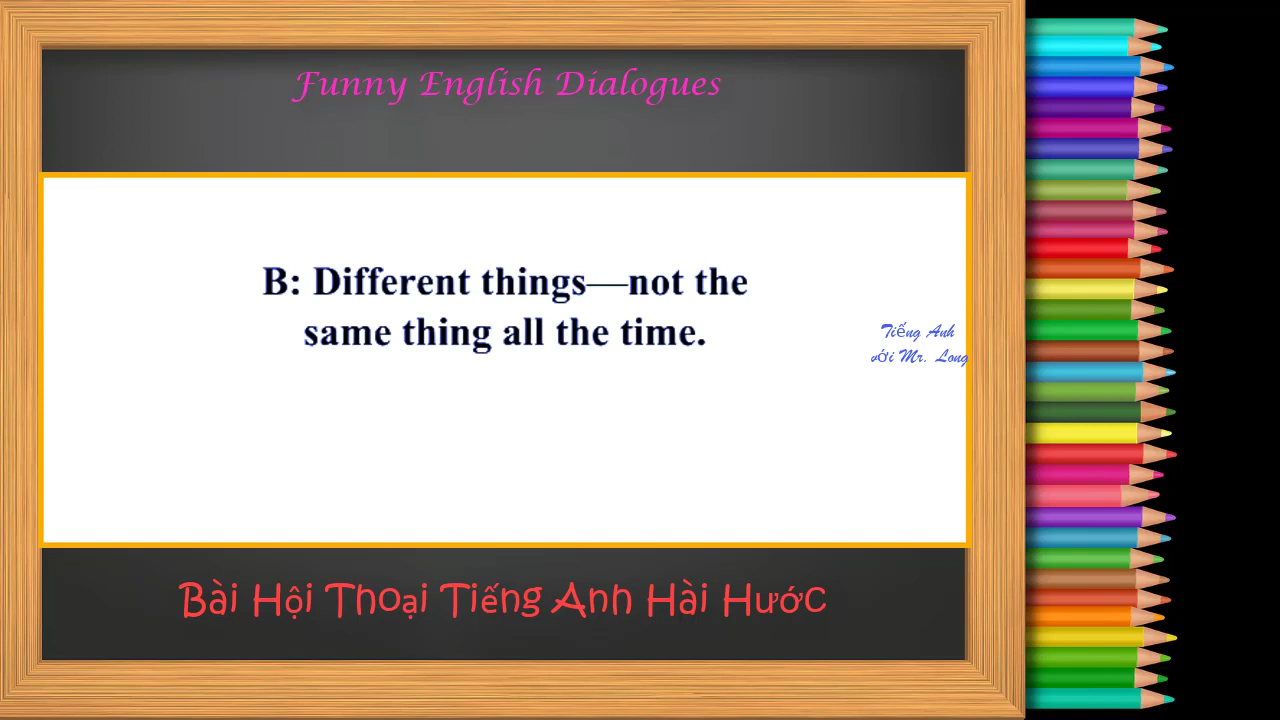 Funny English Dialogues
B: Different things—not the
same thing all the time.
Tiếng Anh
với Mr. Long
Bài Hội Thoại Tiếng Anh Hài Hước